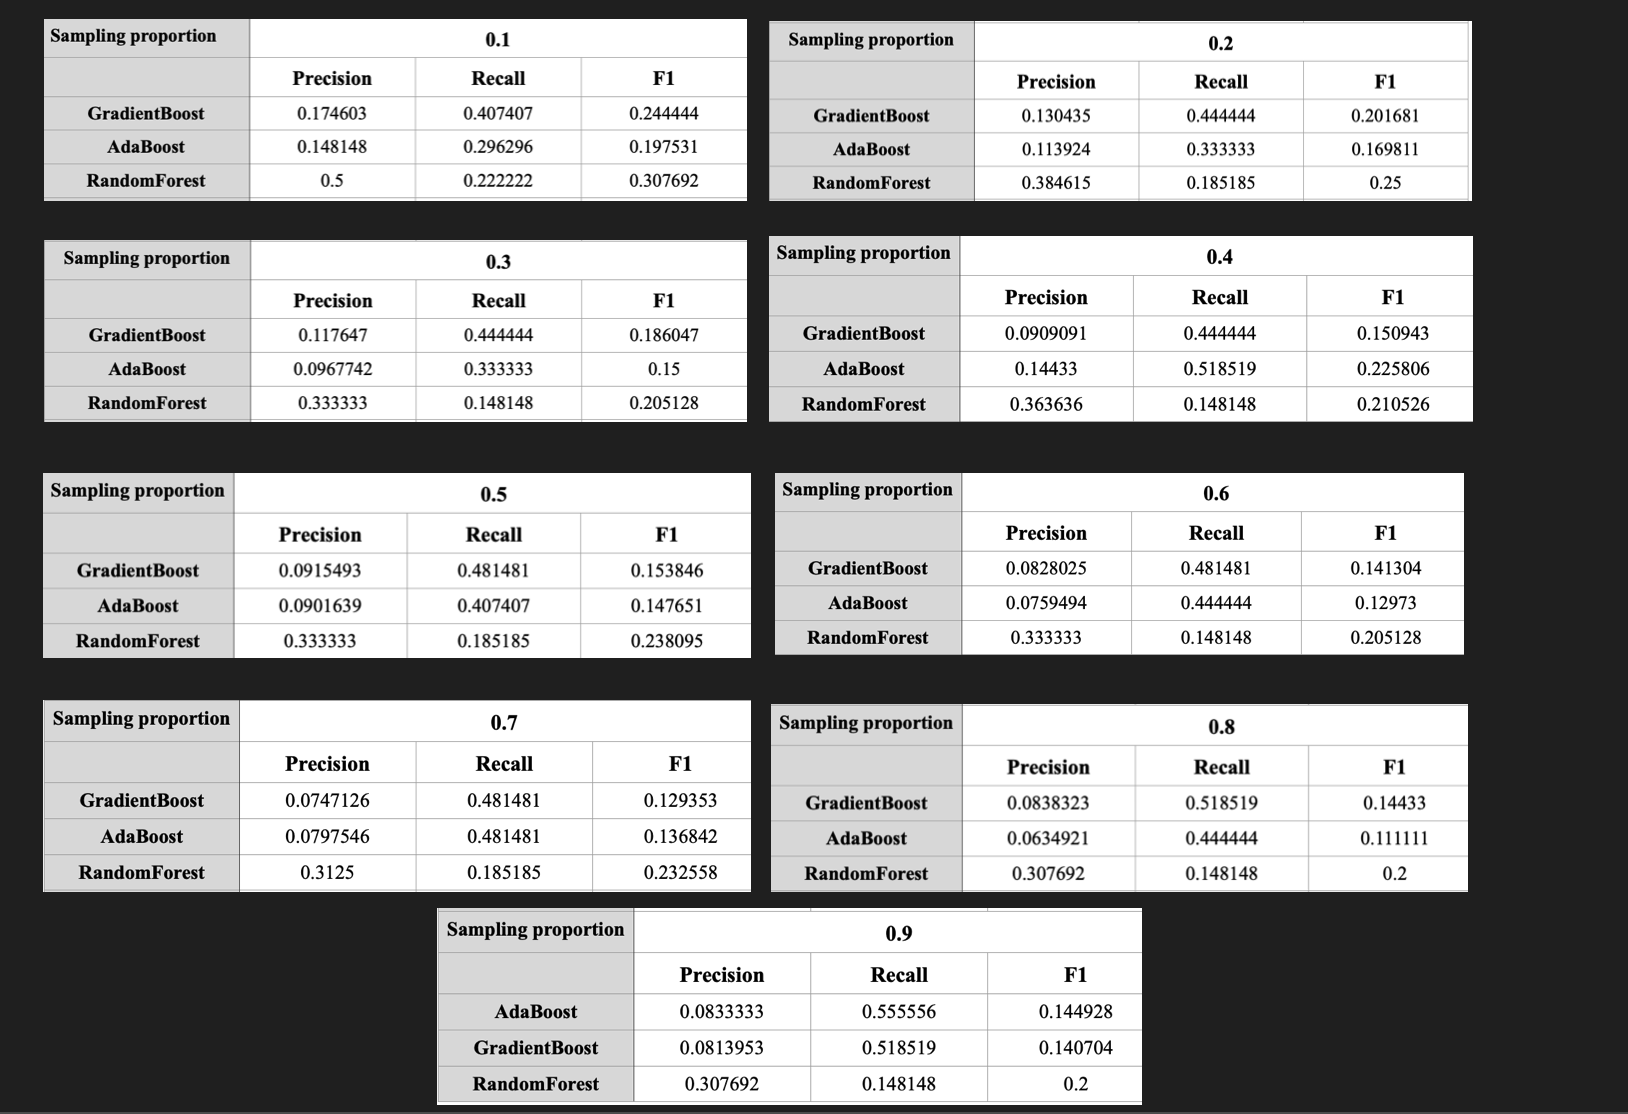 Sampling proportion 0.1
Precision Recall F1
GradientBoost 0.174603 0.407407 0.244444
AdaBoost 0.148148 0.296296 0.197531
RandomForest 0.5 0.222222 0.307692
Sampling proportion 0.2
Precision Recall F1
GradientBoost 0.130435 0.444444 0.201681
AdaBoost 0.113924 0.333333 0.169811
RandomForest 0.384615 0.185185 0.25
Sampling proportion 0.3
Precision Recall F1
GradientBoost 0.117647 0.444444 0.186047
AdaBoost 0.0967742 0.333333 0.15
RandomForest 0.333333 0.148148 0.205128
Sampling proportion 0.4
Precision Recall F1
GradientBoost 0.0909091 0.444444 0.150943
AdaBoost 0.14433 0.518519 0.225806
RandomForest 0.363636 0.148148 0.210526
Sampling proportion 0.5
Precision Recall F1
GradientBoost 0.0915493 0.481481 0.153846
AdaBoost 0.0901639 0.407407 0.147651
RandomForest 0.333333 0.185185 0.238095
Sampling proportion 0.6
Precision Recall F1
GradientBoost 0.0828025 0.481481 0.141304
AdaBoost 0.0759494 0.444444 0.12973
RandomForest 0.333333 0.148148 0.205128
Sampling proportion 0.7
Precision Recall F1
GradientBoost 0.0747126 0.481481 0.129353
AdaBoost 0.0797546 0.481481 0.136842
RandomForest 0.3125 0.185185 0.232558
Sampling proportion 0.8
Precision Recall F1
GradientBoost 0.0838323 0.518519 0.14433
AdaBoost 0.0634921 0.444444 0.111111
RandomForest 0.307692 0.148148 0.2
Sampling proportion 0.9
Precision Recall F1
AdaBoost 0.0833333 0.555556 0.144928
GradientBoost 0.0813953 0.518519 0.140704
RandomForest 0.307692 0.148148 0.2